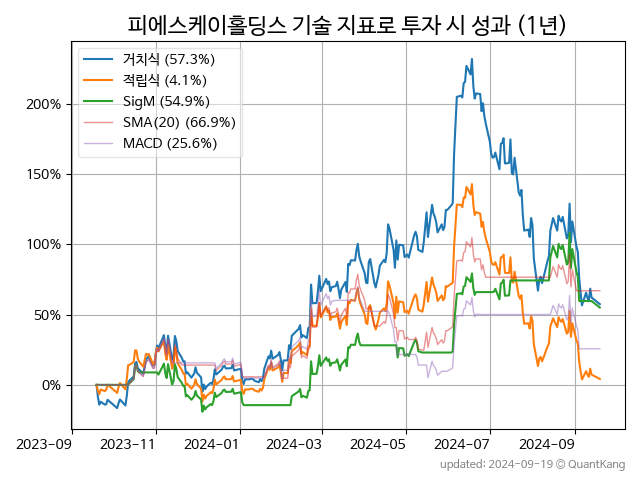 피에스케이홀딩스 기술 지표로 투자 시 성과 (1년)
거치식 (57.3%)
적립식 (4.1%)
SigM (54.9%)
SMA(20) (66.9%)
MACD (25.6%)
200%
150%
100%
50%
0%
2023-09 2023-11 2024-01 2024-03 2024-05 2024-07 2024-09
updated: 2024-09-19 © QuantKang